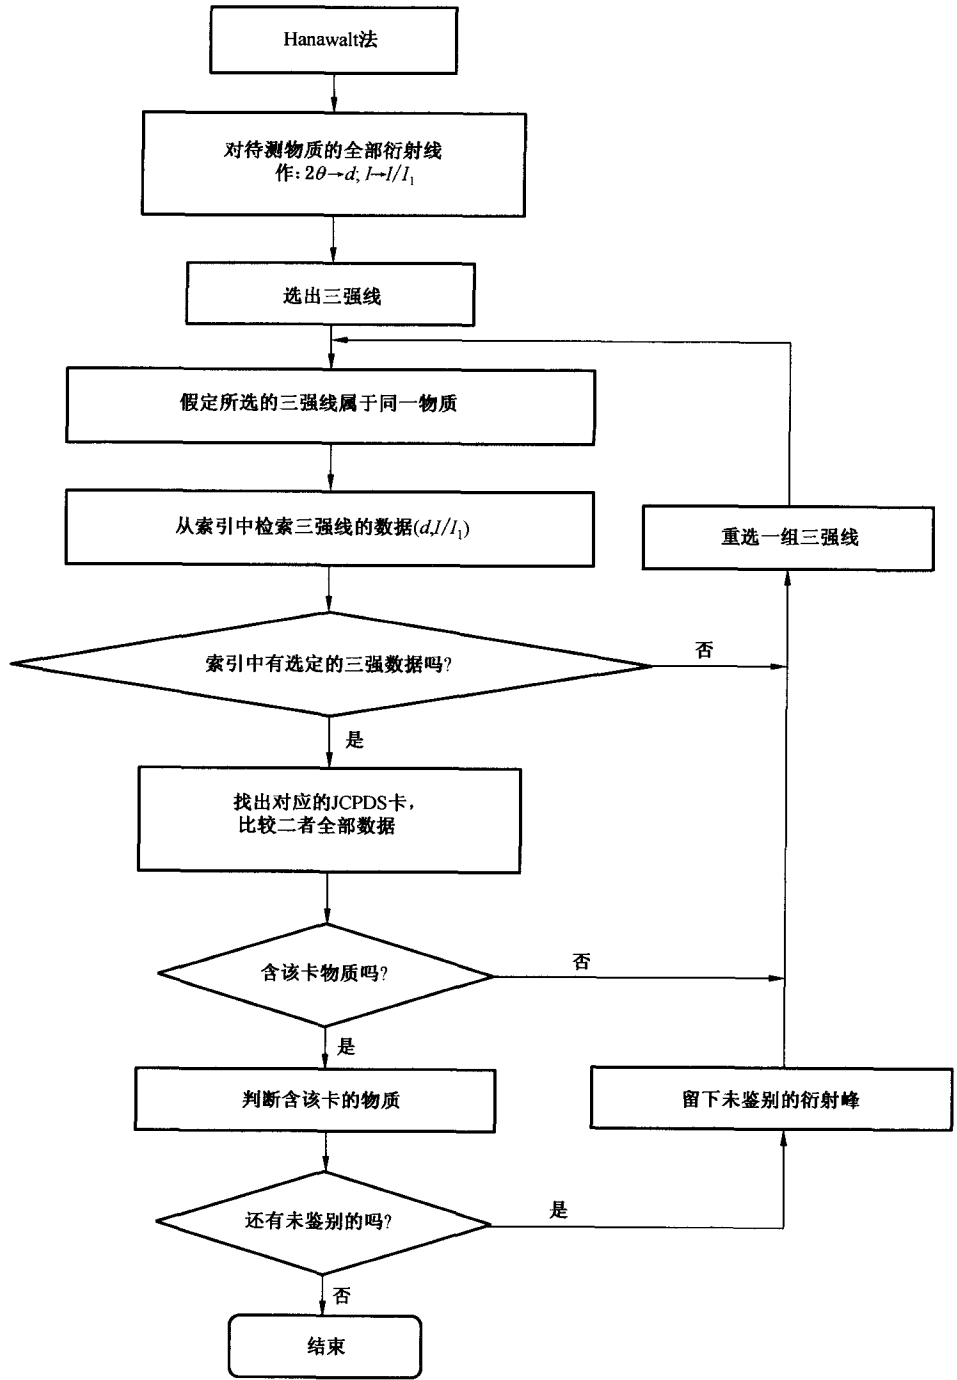 Hanawalt法
对待测物质的全部衍射线
作：2θ→d; I→I/I₁
选出三强线
假定所选的三强线属于同一物质
从索引中检索三强线的数据(d,I/I₁)
重选一组三强线
索引中有选定的三强数据吗?
否
是
找出对应的JCPDS卡，
比较二者全部数据
含该卡物质吗?
否
是
判断含该卡的物质
留下未鉴别的衍射峰
还有未鉴别的吗?
是
否
结束